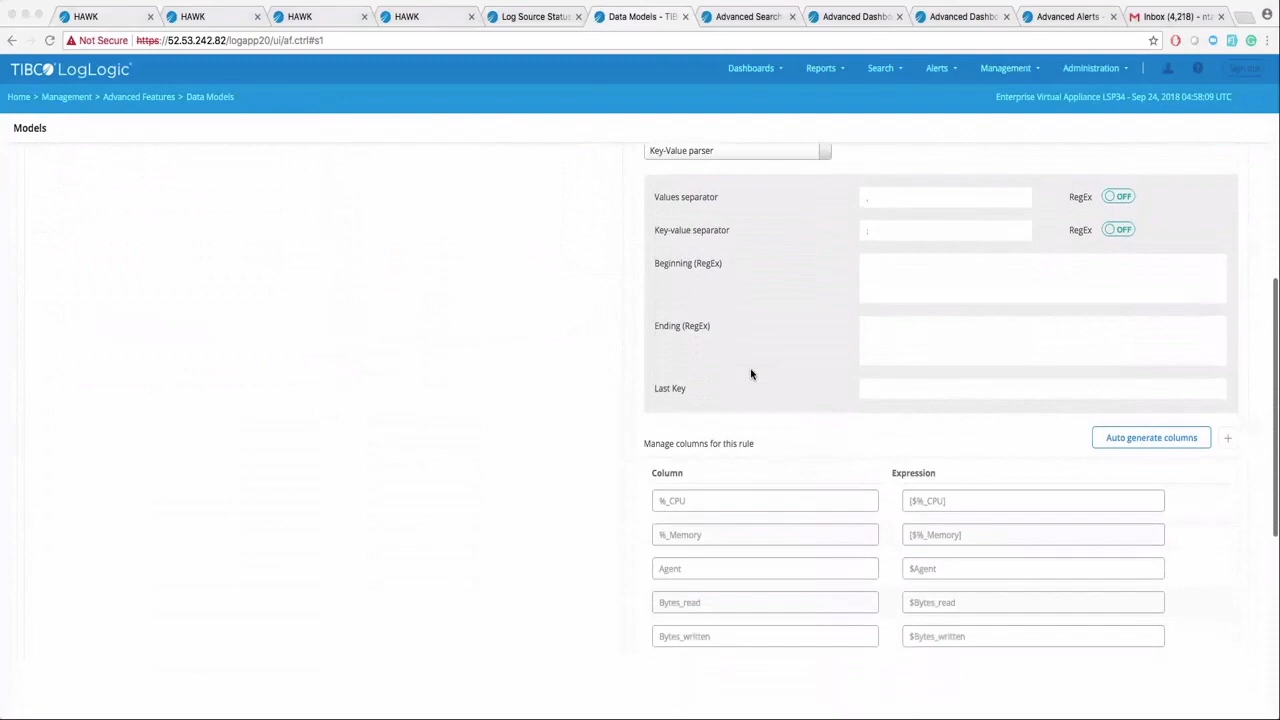 HAWK HAWK HAWK HAWK Log Source Status Data Models - TIB Advanced Search Advanced Dashbo Advanced Dashbo Advanced Alerts - Inbox (4,218) - nta
Not Secure https://52.53.242.82/logapp20/ui/af.ctrl#s1
TIBCO LogLogic® Dashboards Reports Search Alerts Management Administration Sign out
Home > Management > Advanced Features > Data Models Enterprise Virtual Appliance LSP34 - Sep 24, 2018 04:58:09 UTC
Models
Key-Value parser
Values separator , RegEx OFF
Key-value separator : RegEx OFF
Beginning (RegEx)
Ending (RegEx)
Last Key
Manage columns for this rule Auto generate columns +
Column Expression
%_CPU [$%_CPU]
%_Memory [$%_Memory]
Agent $Agent
Bytes_read $Bytes_read
Bytes_written $Bytes_written